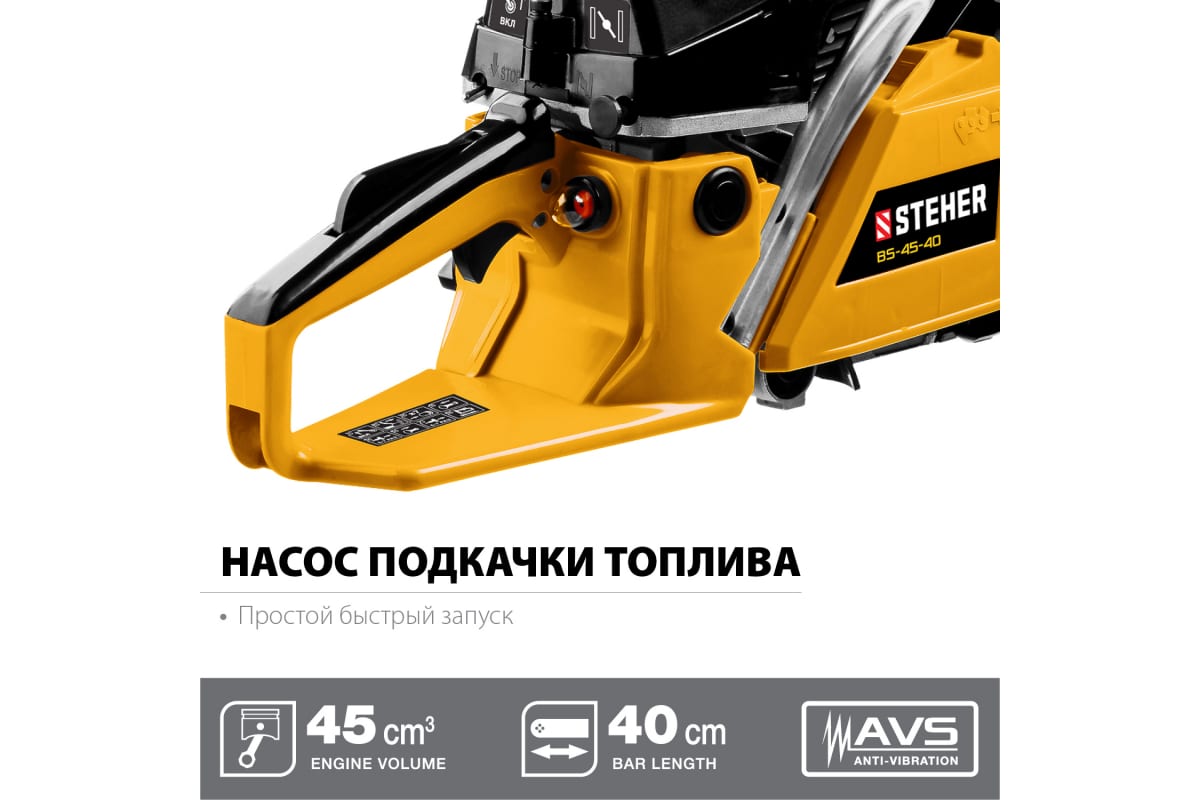 ВКЛ
STOP
STEHER
BS-45-40
НАСОС ПОДКАЧКИ ТОПЛИВА
• Простой быстрый запуск
45 cm³
ENGINE VOLUME
40 cm
BAR LENGTH
AVS
ANTI-VIBRATION